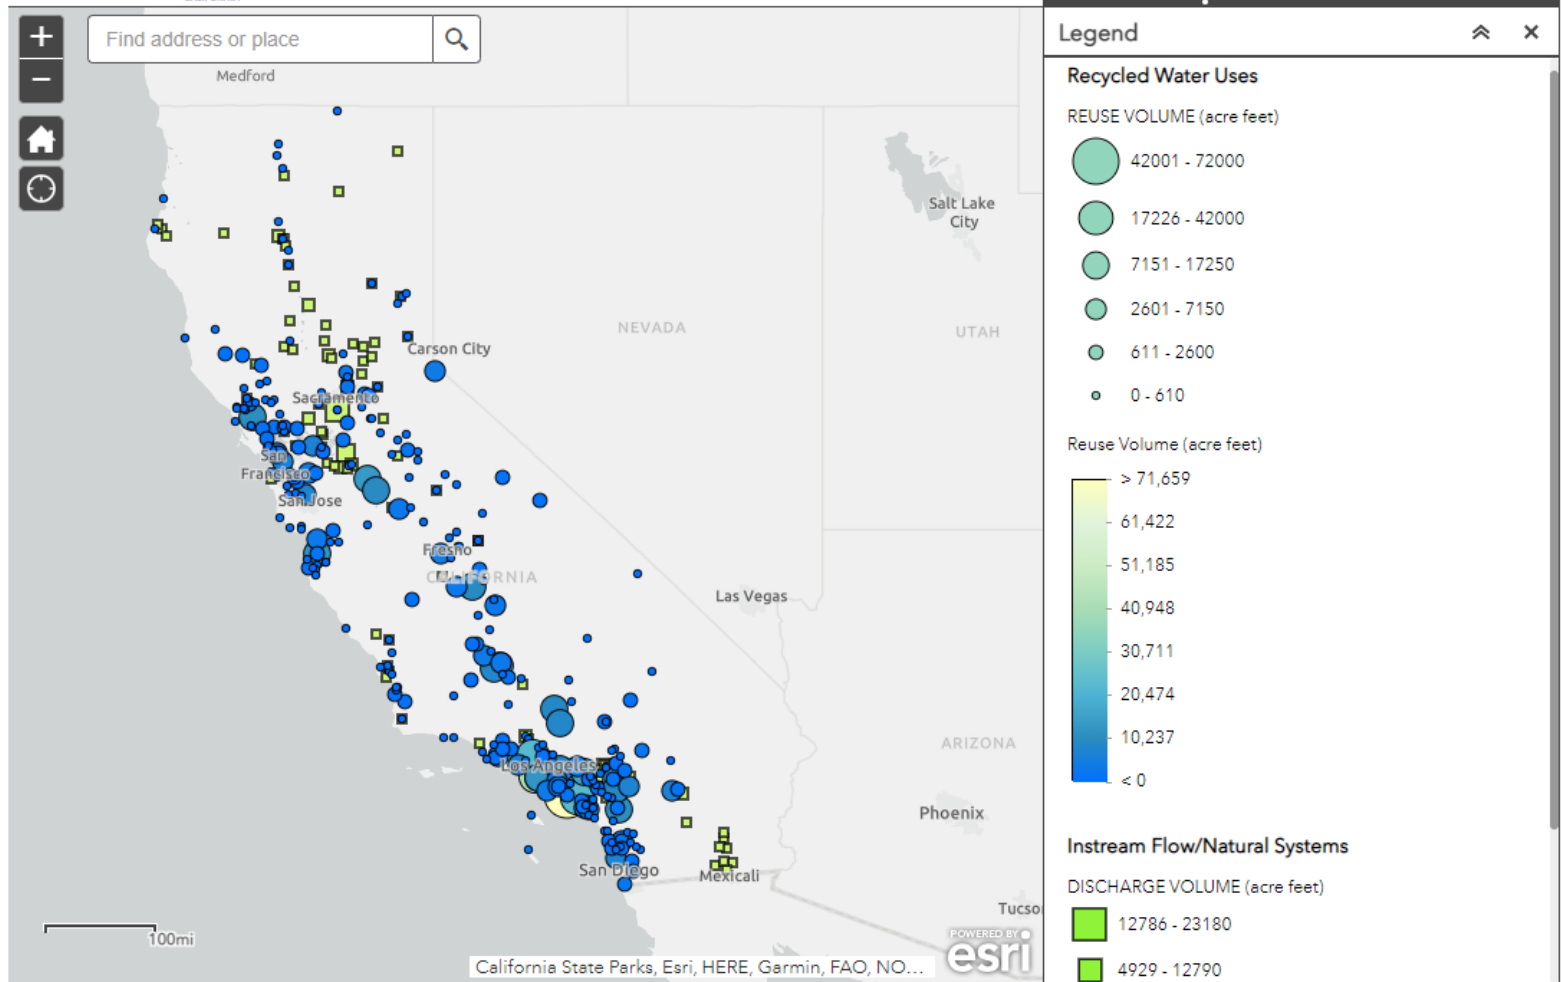 Find address or place
Medford
Salt Lake
City
NEVADA
UTAH
Carson City
Sacramento
San
Francisco
San Jose
Fresno
CALIFORNIA
Las Vegas
Los Angeles
ARIZONA
Phoenix
San Diego
Mexicali
Tucso
100mi
POWERED BY
esri
California State Parks, Esri, HERE, Garmin, FAO, NO...
Legend
Recycled Water Uses
REUSE VOLUME (acre feet)
42001 - 72000
17226 - 42000
7151 - 17250
2601 - 7150
611 - 2600
0 - 610
Reuse Volume (acre feet)
> 71,659
61,422
51,185
40,948
30,711
20,474
10,237
< 0
Instream Flow/Natural Systems
DISCHARGE VOLUME (acre feet)
12786 - 23180
4929 - 12790